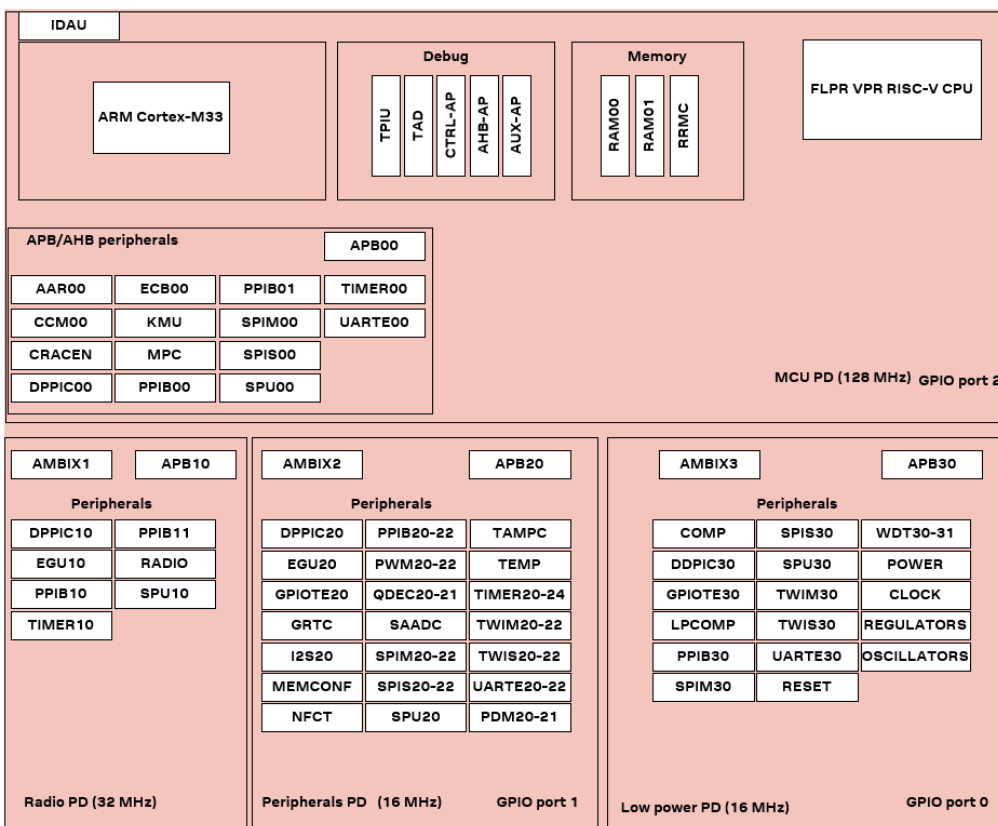 IDAU
ARM Cortex-M33
Debug
TPIU
TAD
CTRL-AP
AHB-AP
AUX-AP
Memory
RAM00
RAM01
RRMC
FLPR VPR RISC-V CPU
APB/AHB peripherals
APB00
AAR00 ECB00 PPIB01 TIMER00
CCM00 KMU SPIM00 UARTE00
CRACEN MPC SPIS00
DPPIC00 PPIB00 SPU00
MCU PD (128 MHz) GPIO port 2
AMBIX1 APB10
Peripherals
DPPIC10 PPIB11
EGU10 RADIO
PPIB10 SPU10
TIMER10
Radio PD (32 MHz)
AMBIX2 APB20
Peripherals
DPPIC20 PPIB20-22 TAMPC
EGU20 PWM20-22 TEMP
GPIOTE20 QDEC20-21 TIMER20-24
GRTC SAADC TWIM20-22
I2S20 SPIM20-22 TWIS20-22
MEMCONF SPIS20-22 UARTE20-22
NFCT SPU20 PDM20-21
Peripherals PD (16 MHz) GPIO port 1
AMBIX3 APB30
Peripherals
COMP SPIS30 WDT30-31
DDPIC30 SPU30 POWER
GPIOTE30 TWIM30 CLOCK
LPCOMP TWIS30 REGULATORS
PPIB30 UARTE30 OSCILLATORS
SPIM30 RESET
Low power PD (16 MHz) GPIO port 0